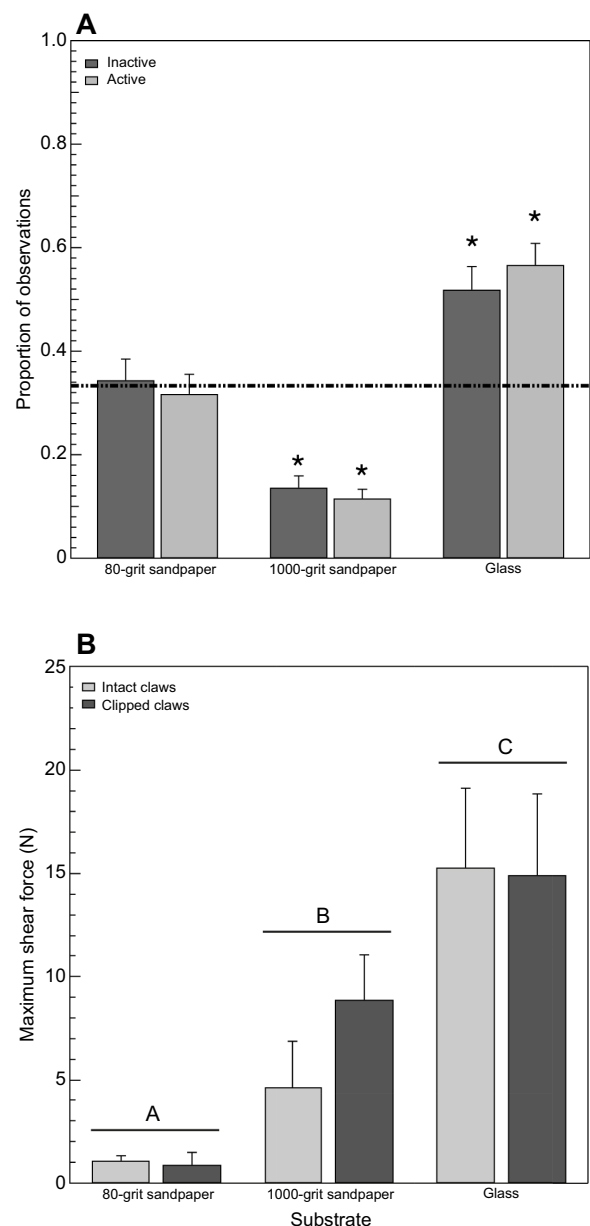 A
1.0
Inactive
Active
0.8
0.6
0.4
0.2
0
Proportion of observations
*
*
*
*
80-grit sandpaper 1000-grit sandpaper Glass
B
25
Intact claws
Clipped claws
20
15
10
5
0
Maximum shear force (N)
A
B
C
80-grit sandpaper 1000-grit sandpaper Glass
Substrate